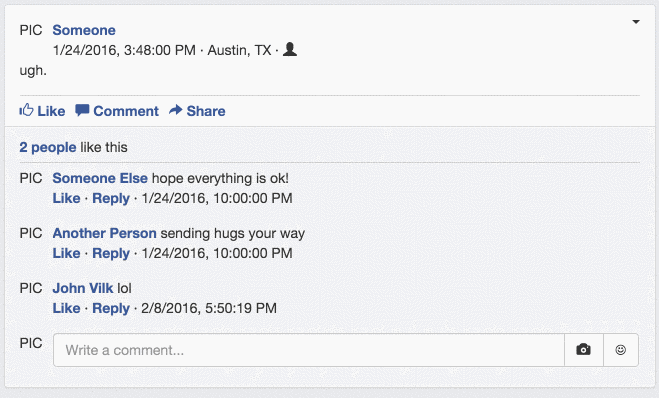 PIC Someone
1/24/2016, 3:48:00 PM · Austin, TX ·
ugh.
Like Comment Share
2 people like this
PIC Someone Else hope everything is ok!
Like · Reply · 1/24/2016, 10:00:00 PM
PIC Another Person sending hugs your way
Like · Reply · 1/24/2016, 10:00:00 PM
PIC John Vilk lol
Like · Reply · 2/8/2016, 5:50:19 PM
PIC Write a comment...